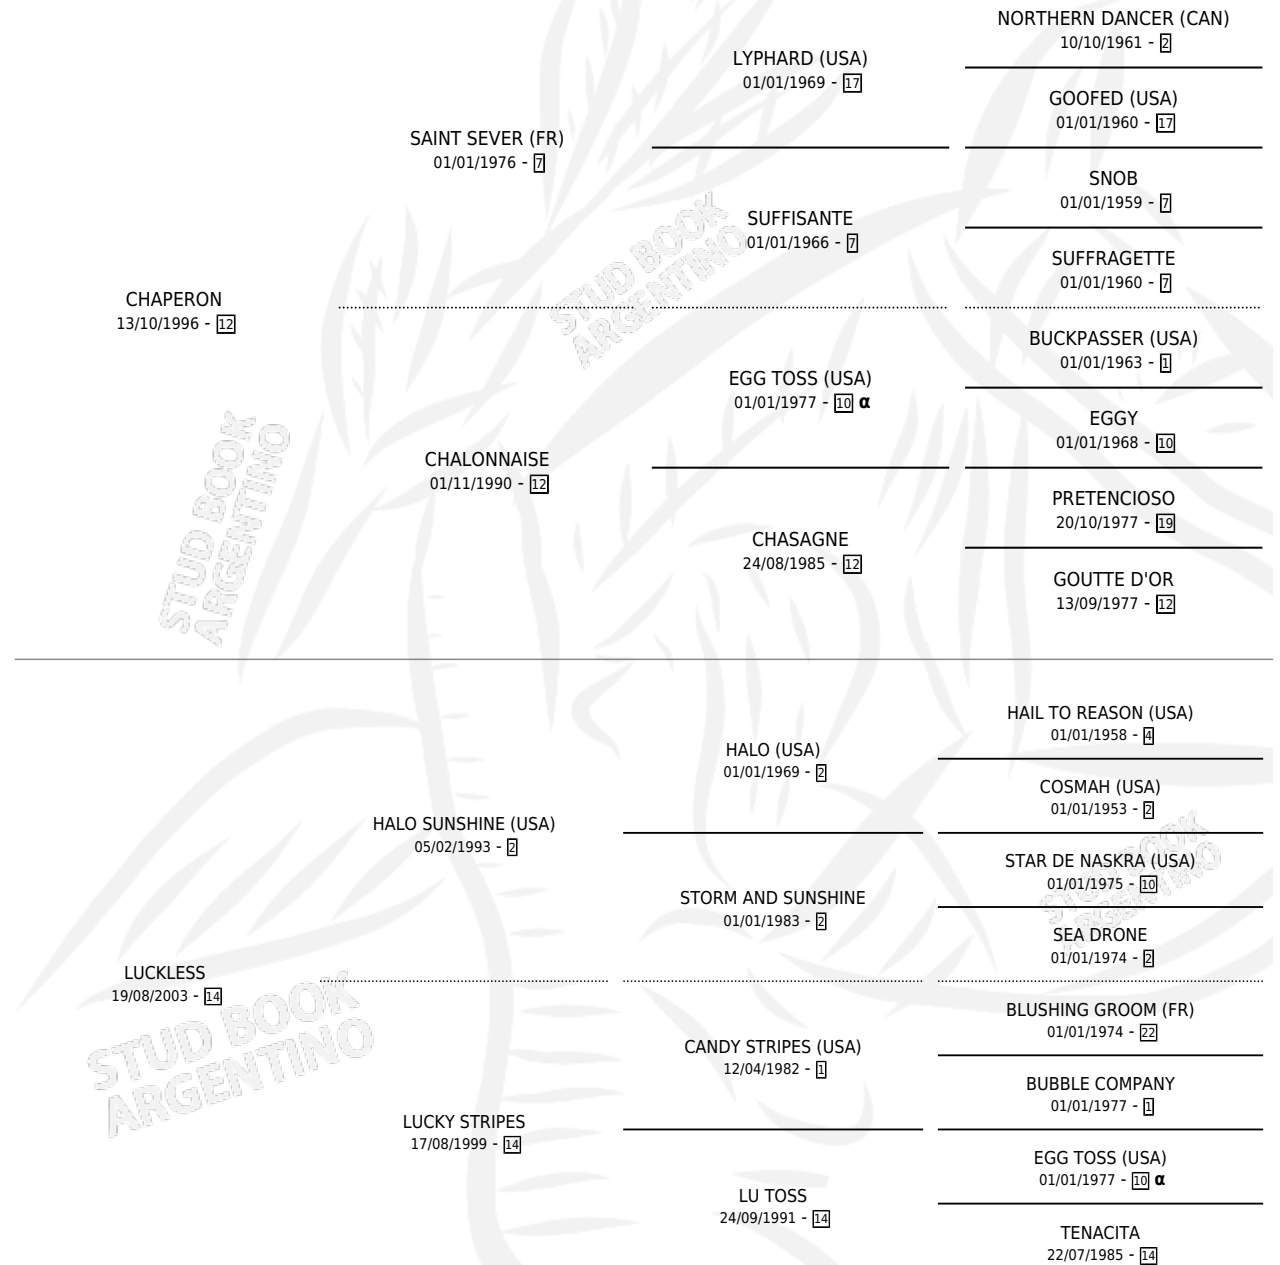 NORTHERN DANCER (CAN)
10/10/1961 - 2
LYPHARD (USA)
01/01/1969 - 17
GOOFED (USA)
01/01/1960 - 17
SAINT SEVER (FR)
01/01/1976 - 7
SNOB
01/01/1959 - 7
SUFFISANTE
01/01/1966 - 7
SUFFRAGETTE
01/01/1960 - 7
CHAPERON
13/10/1996 - 12
STUD BOOK
ARGENTINO
BUCKPASSER (USA)
01/01/1963 - 1
EGG TOSS (USA)
01/01/1977 - 10 α
EGGY
01/01/1968 - 10
CHALONNAISE
01/11/1990 - 12
PRETENCIOSO
20/10/1977 - 19
CHASAGNE
24/08/1985 - 12
GOUTTE D'OR
13/09/1977 - 12
STUD BOOK
ARGENTINO
HAIL TO REASON (USA)
01/01/1958 - 4
HALO (USA)
01/01/1969 - 2
COSMAH (USA)
01/01/1953 - 2
HALO SUNSHINE (USA)
05/02/1993 - 2
STAR DE NASKRA (USA)
01/01/1975 - 10
STORM AND SUNSHINE
01/01/1983 - 2
SEA DRONE
01/01/1974 - 2
STUD BOOK
ARGENTINO
LUCKLESS
19/08/2003 - 14
BLUSHING GROOM (FR)
01/01/1974 - 22
CANDY STRIPES (USA)
12/04/1982 - 1
BUBBLE COMPANY
01/01/1977 - 1
LUCKY STRIPES
17/08/1999 - 14
EGG TOSS (USA)
01/01/1977 - 10 α
LU TOSS
24/09/1991 - 14
TENACITA
22/07/1985 - 14
STUD BOOK
ARGENTINO